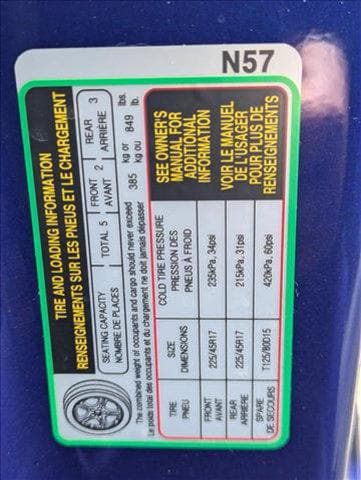 N57
TIRE AND LOADING INFORMATION
RENSEIGNEMENTS SUR LES PNEUS ET LE CHARGEMENT
SEATING CAPACITY TOTAL 5 FRONT 2 REAR 3
NOMBRE DE PLACES AVANT ARRIÈRE
The combined weight of occupants and cargo should never exceed 385 kg or 849 lbs.
Le poids total des occupants et du chargement ne doit jamais dépasser kg ou lb.
TIRE SIZE COLD TIRE PRESSURE
PNEU DIMENSIONS PRESSION DES
PNEUS À FROID
FRONT 225/45R17 235kPa, 34psi
AVANT
REAR 225/45R17 215kPa, 31psi
ARRIÈRE
SPARE T125/80D15 420kPa, 60psi
DE SECOURS
SEE OWNER'S
MANUAL FOR
ADDITIONAL
INFORMATION
VOIR LE MANUEL
DE L'USAGER
POUR PLUS DE
RENSEIGNEMENTS